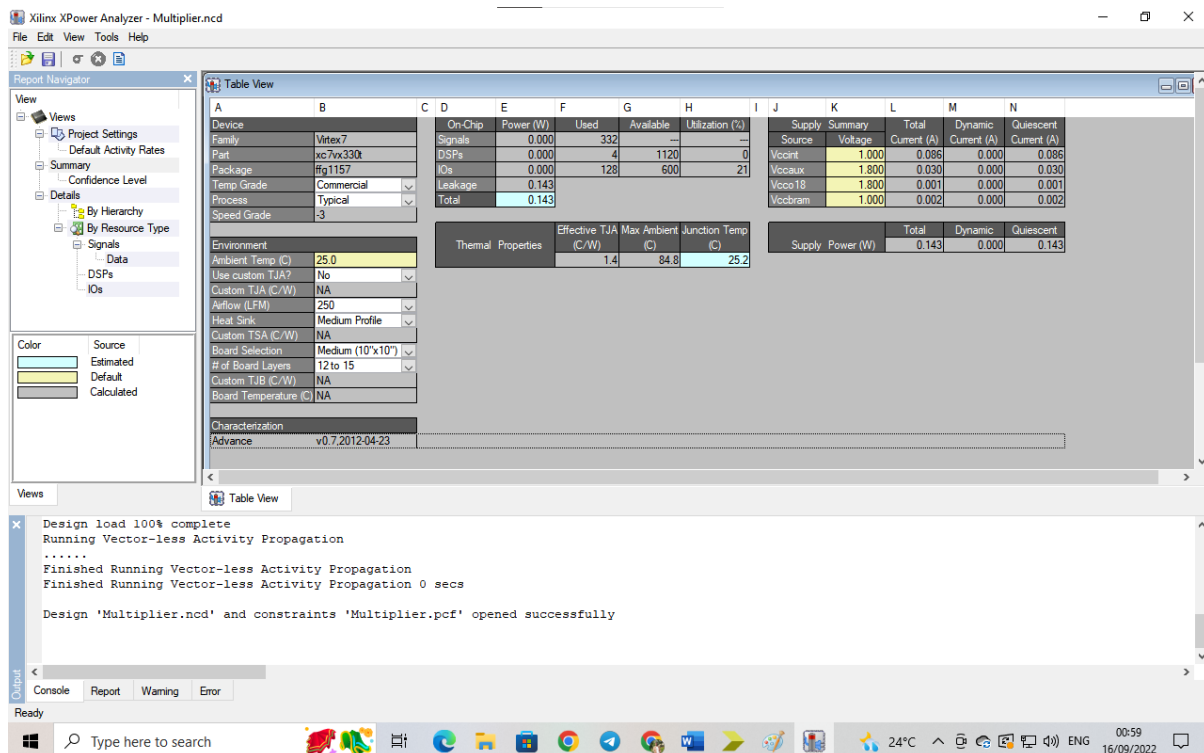 Xilinx XPower Analyzer - Multiplier.ncd
File Edit View Tools Help
Report Navigator
View
Views
Project Settings
Default Activity Rates
Summary
Confidence Level
Details
By Hierarchy
By Resource Type
Signals
Data
DSPs
IOs
Color Source
Estimated
Default
Calculated
Views
Table View
A B C D E F G H I J K L M N
Device
Family Virtex7
Part xc7vx330t
Package ffg1157
Temp Grade Commercial
Process Typical
Speed Grade -3
Environment
Ambient Temp (C) 25.0
Use custom TJA? No
Custom TJA (C/W) NA
Airflow (LFM) 250
Heat Sink Medium Profile
Custom TSA (C/W) NA
Board Selection Medium (10"x10")
# of Board Layers 12 to 15
Custom TJB (C/W) NA
Board Temperature (C) NA
Characterization
Advance v0.7,2012-04-23
On-Chip Power (W) Used Available Utilization (%)
Signals 0.000 332 --- ---
DSPs 0.000 4 1120 0
IOs 0.000 128 600 21
Leakage 0.143
Total 0.143
Effective TJA Max Ambient Junction Temp
Thermal Properties (C/W) (C) (C)
1.4 84.8 25.2
Supply Summary Total Dynamic Quiescent
Source Voltage Current (A) Current (A) Current (A)
Vccint 1.000 0.086 0.000 0.086
Vccaux 1.800 0.030 0.000 0.030
Vcco18 1.800 0.001 0.000 0.001
Vccbram 1.000 0.002 0.000 0.002
Total Dynamic Quiescent
Supply Power (W) 0.143 0.000 0.143
Table View
Design load 100% complete
Running Vector-less Activity Propagation
......
Finished Running Vector-less Activity Propagation
Finished Running Vector-less Activity Propagation 0 secs
Design 'Multiplier.ncd' and constraints 'Multiplier.pcf' opened successfully
Output
Console Report Warning Error
Ready
Type here to search
24°C ENG 00:59
16/09/2022